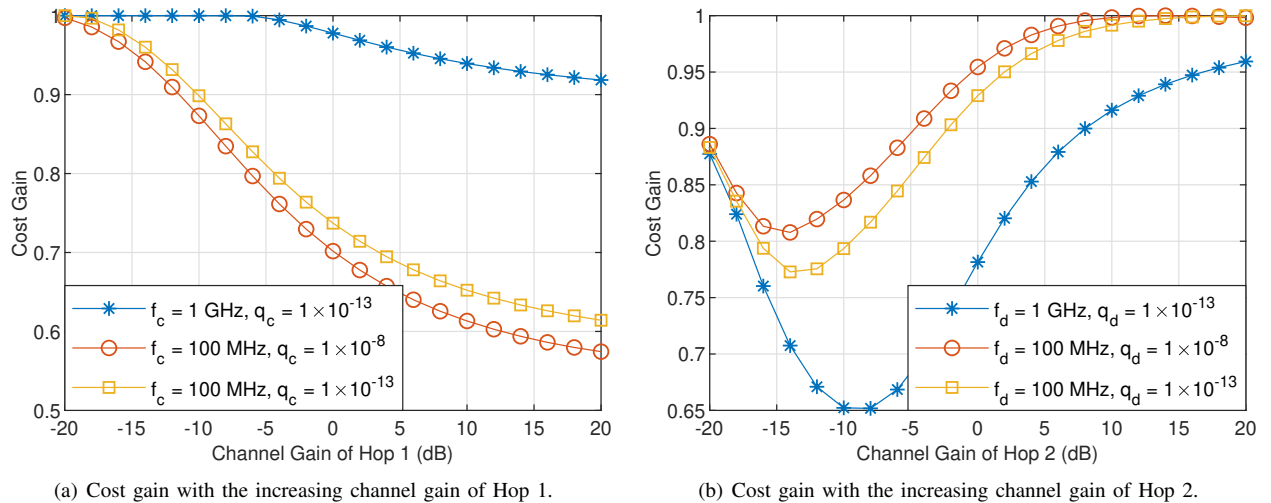 1
0.9
0.8
0.7
0.6
0.5
Cost Gain
-20 -15 -10 -5 0 5 10 15 20
Channel Gain of Hop 1 (dB)
f_c = 1 GHz, q_c = 1×10^-13
f_c = 100 MHz, q_c = 1×10^-8
f_c = 100 MHz, q_c = 1×10^-13
(a) Cost gain with the increasing channel gain of Hop 1.
1
0.95
0.9
0.85
0.8
0.75
0.7
0.65
Cost Gain
-20 -15 -10 -5 0 5 10 15 20
Channel Gain of Hop 2 (dB)
f_d = 1 GHz, q_d = 1×10^-13
f_d = 100 MHz, q_d = 1×10^-8
f_d = 100 MHz, q_d = 1×10^-13
(b) Cost gain with the increasing channel gain of Hop 2.